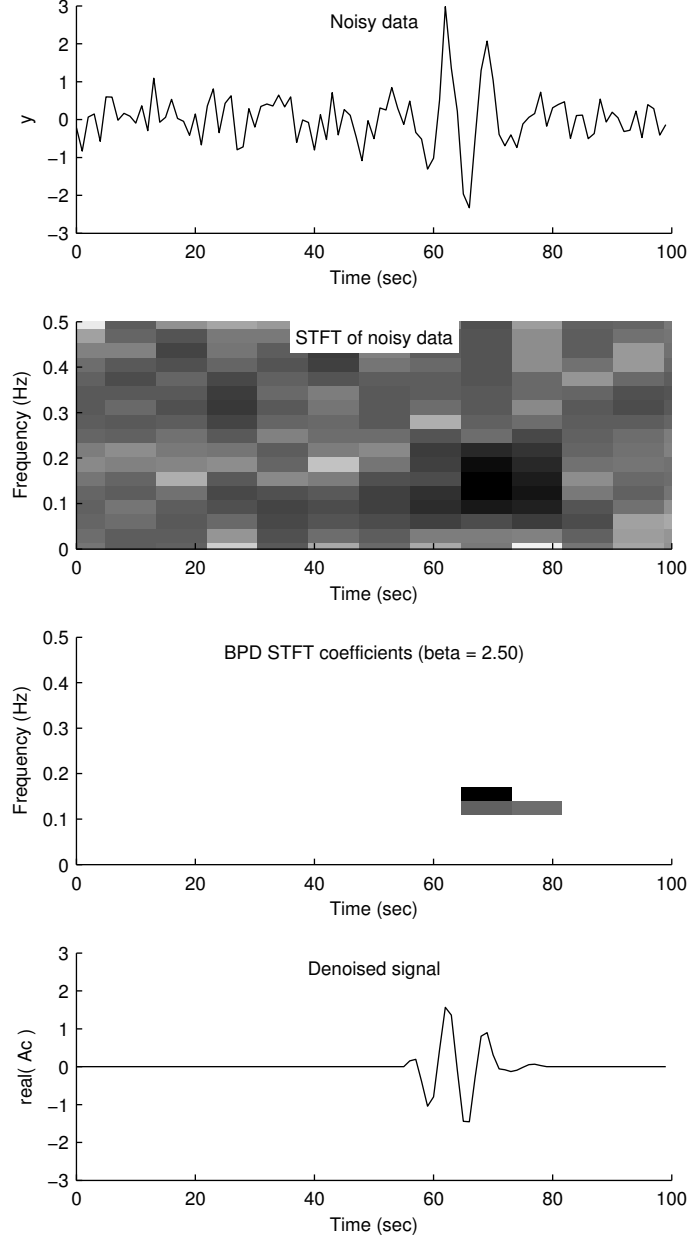 Noisy data
3
2
1
0
−1
−2
−3
y
0 20 40 60 80 100
Time (sec)
STFT of noisy data
0.5
0.4
0.3
0.2
0.1
0
Frequency (Hz)
0 20 40 60 80 100
Time (sec)
BPD STFT coefficients (beta = 2.50)
0.5
0.4
0.3
0.2
0.1
0
Frequency (Hz)
0 20 40 60 80 100
Time (sec)
Denoised signal
3
2
1
0
−1
−2
−3
real( Ac )
0 20 40 60 80 100
Time (sec)